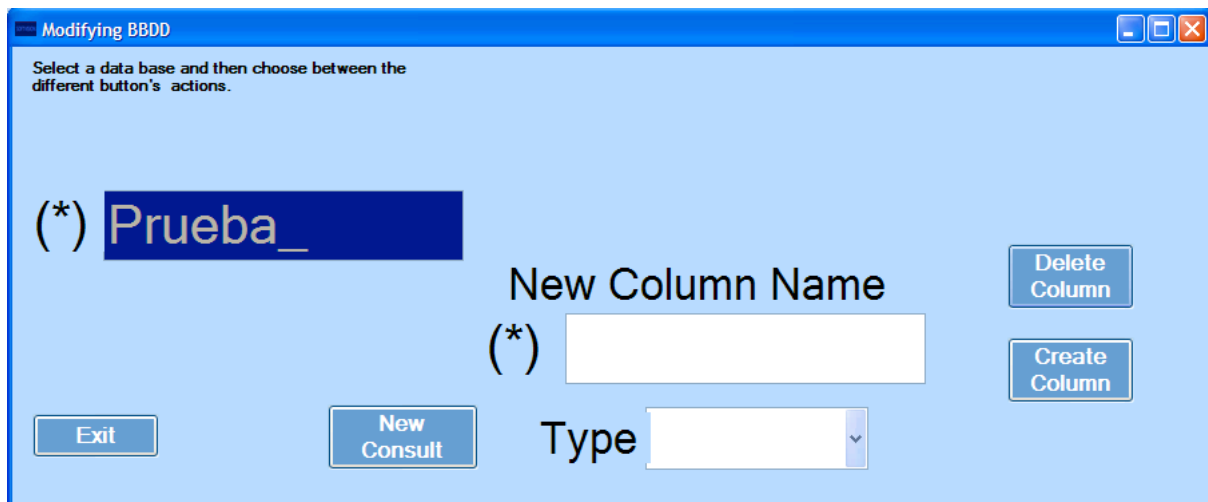 Modifying BBDD
Select a data base and then choose between the
different button's actions.
(*) Prueba_
New Column Name
(*)
Delete
Column
Create
Column
Exit
New
Consult
Type